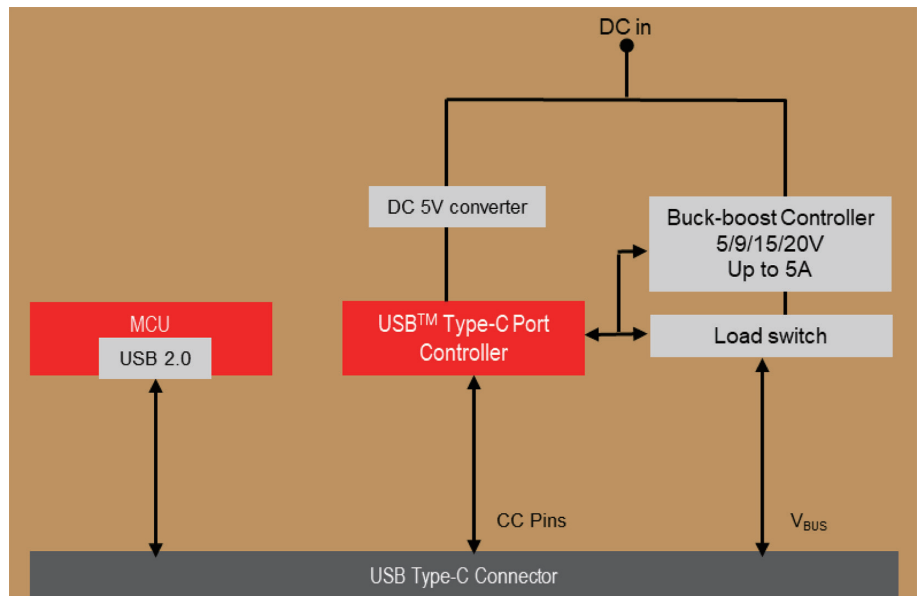 DC in
DC 5V converter
Buck-boost Controller
5/9/15/20V
Up to 5A
MCU
USB 2.0
USB™ Type-C Port
Controller
Load switch
CC Pins
VBUS
USB Type-C Connector